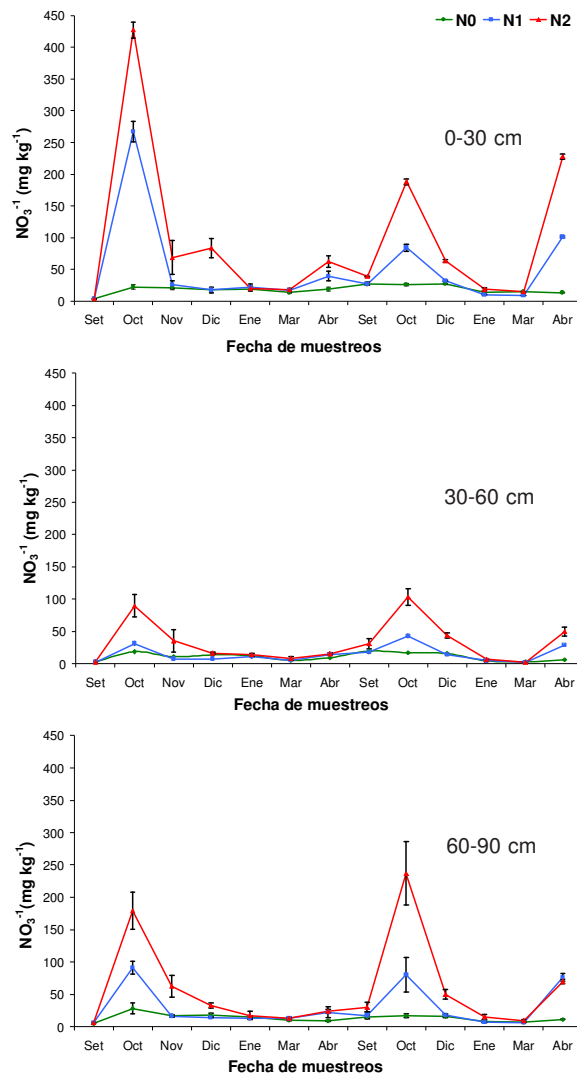 N0 N1 N2
450
400
350
300
250
200
150
100
50
0
NO₃⁻¹ (mg kg⁻¹)
0-30 cm
Set Oct Nov Dic Ene Mar Abr Set Oct Ene Mar Abr
Fecha de muestreos
450
400
350
300
250
200
150
100
50
0
NO₃⁻¹ (mg kg⁻¹)
30-60 cm
Set Oct Nov Dic Ene Mar Abr Set Oct Dic Ene Mar Abr
Fecha de muestreos
450
400
350
300
250
200
150
100
50
0
NO₃⁻¹(mg kg⁻¹)
60-90 cm
Set Oct Nov Dic Ene Mar Abr Set Oct Dic Ene Mar Abr
Fecha de muestreos